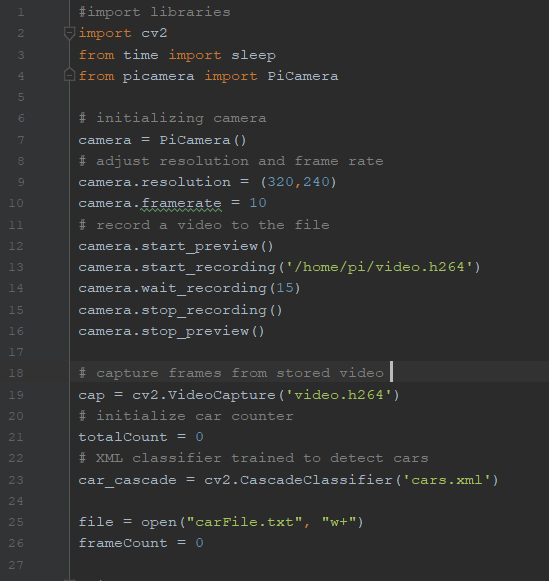 1 #import libraries
2 import cv2
3 from time import sleep
4 from picamera import PiCamera
5
6 # initializing camera
7 camera = PiCamera()
8 # adjust resolution and frame rate
9 camera.resolution = (320,240)
10 camera.framerate = 10
11 # record a video to the file
12 camera.start_preview()
13 camera.start_recording('/home/pi/video.h264')
14 camera.wait_recording(15)
15 camera.stop_recording()
16 camera.stop_preview()
17
18 # capture frames from stored video
19 cap = cv2.VideoCapture('video.h264')
20 # initialize car counter
21 totalCount = 0
22 # XML classifier trained to detect cars
23 car_cascade = cv2.CascadeClassifier('cars.xml')
24
25 file = open("carFile.txt", "w+")
26 frameCount = 0
27